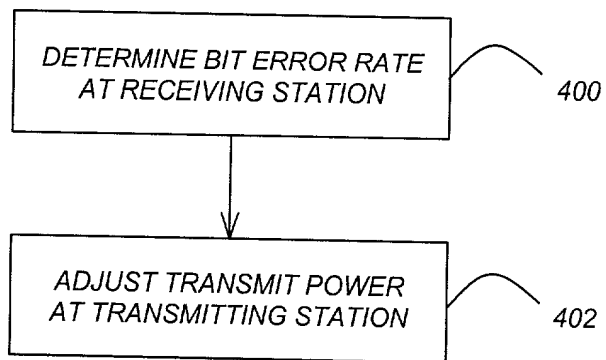 DETERMINE BIT ERROR RATE
AT RECEIVING STATION
400
ADJUST TRANSMIT POWER
AT TRANSMITTING STATION
402